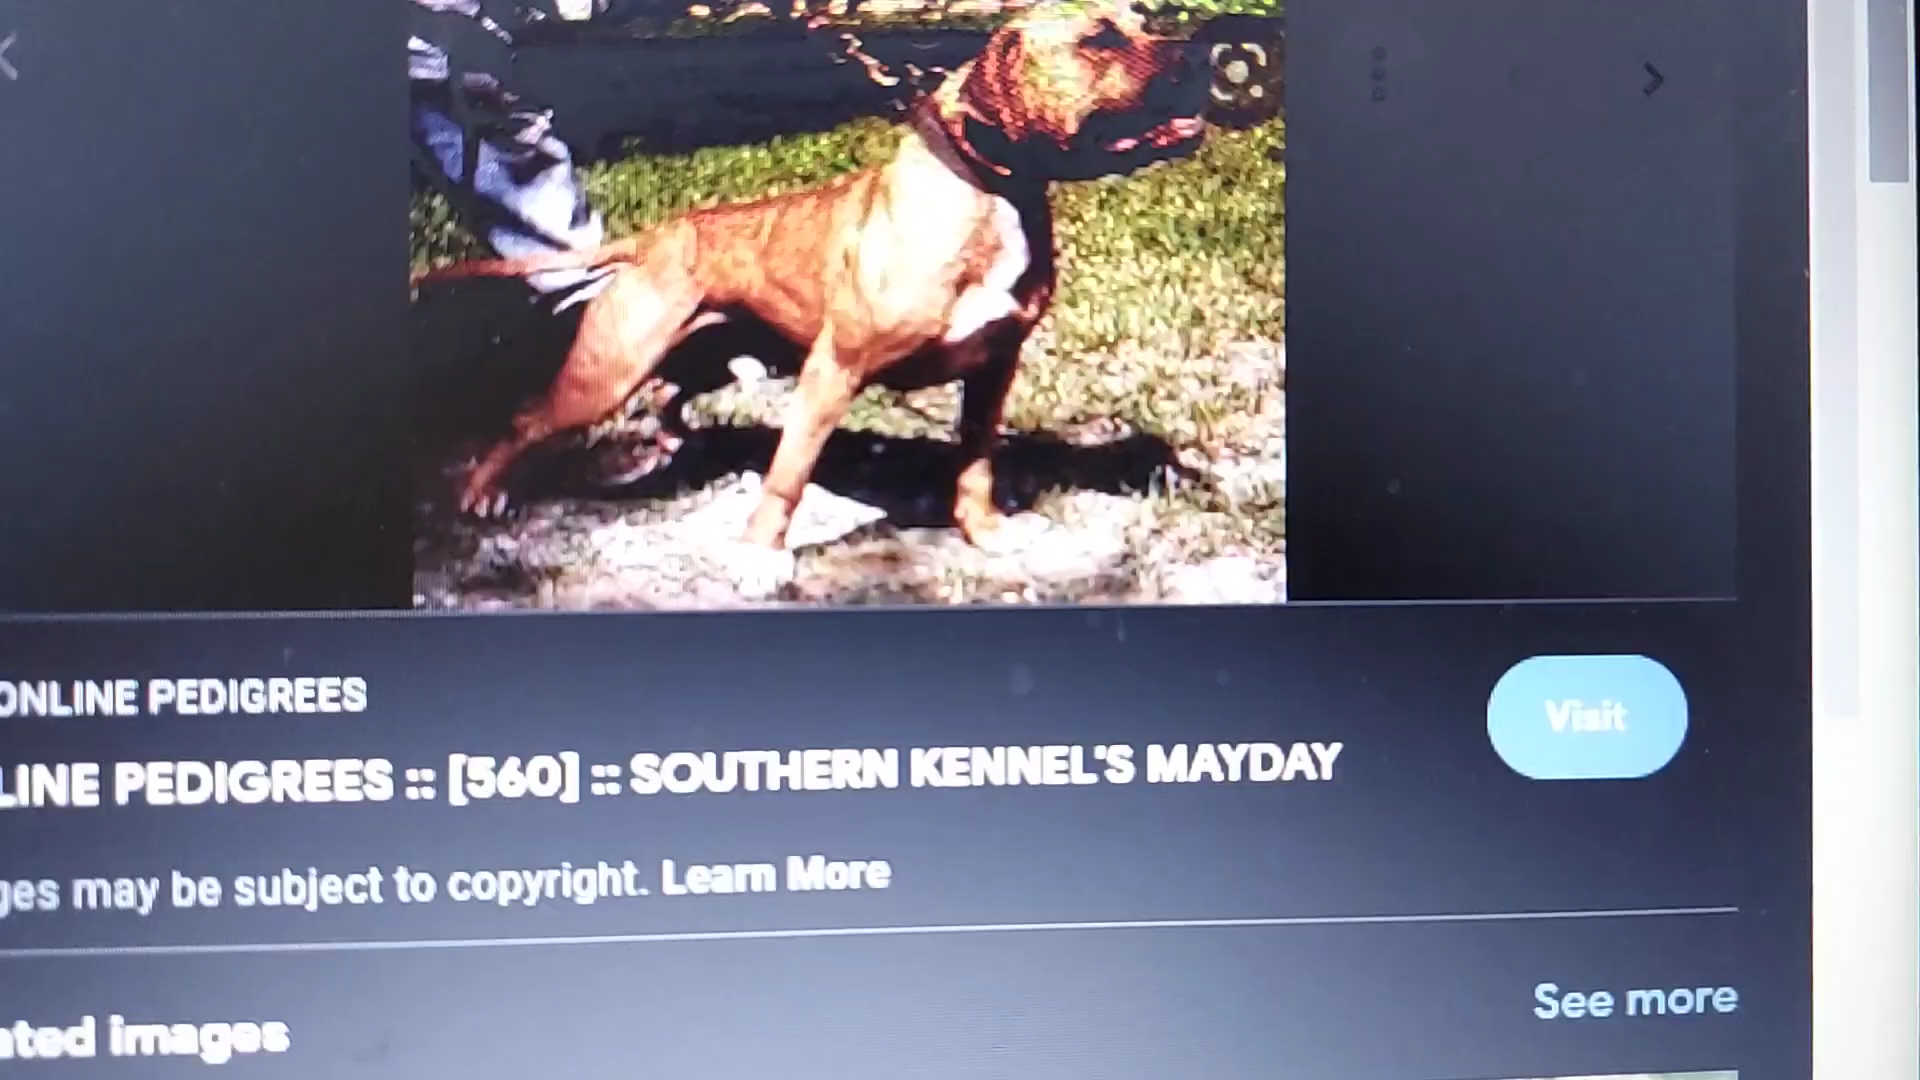 ONLINE PEDIGREES
LINE PEDIGREES :: [560] :: SOUTHERN KENNEL'S MAYDAY
Visit
ges may be subject to copyright. Learn More
ated images
See more